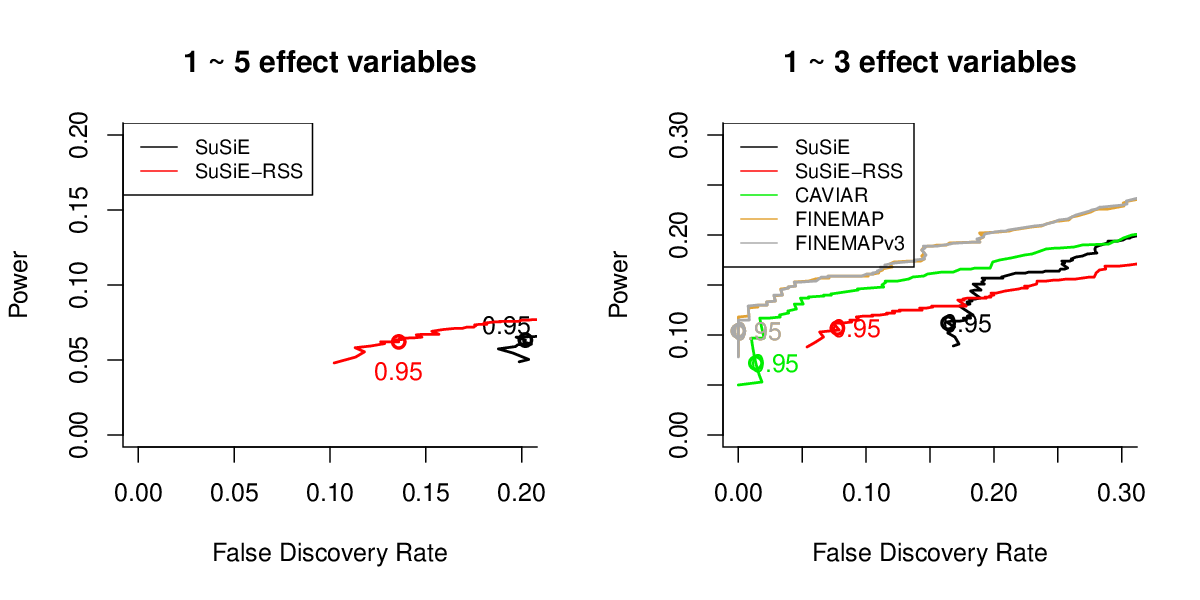 1 ~ 5 effect variables
SuSiE
SuSiE−RSS
0.95
0.95
Power
0.00 0.05 0.10 0.15 0.20
0.00 0.05 0.10 0.15 0.20
False Discovery Rate
1 ~ 3 effect variables
SuSiE
SuSiE−RSS
CAVIAR
FINEMAP
FINEMAPv3
0.95
0.95
0.95
0.95
Power
0.00 0.10 0.20 0.30
0.00 0.10 0.20 0.30
False Discovery Rate